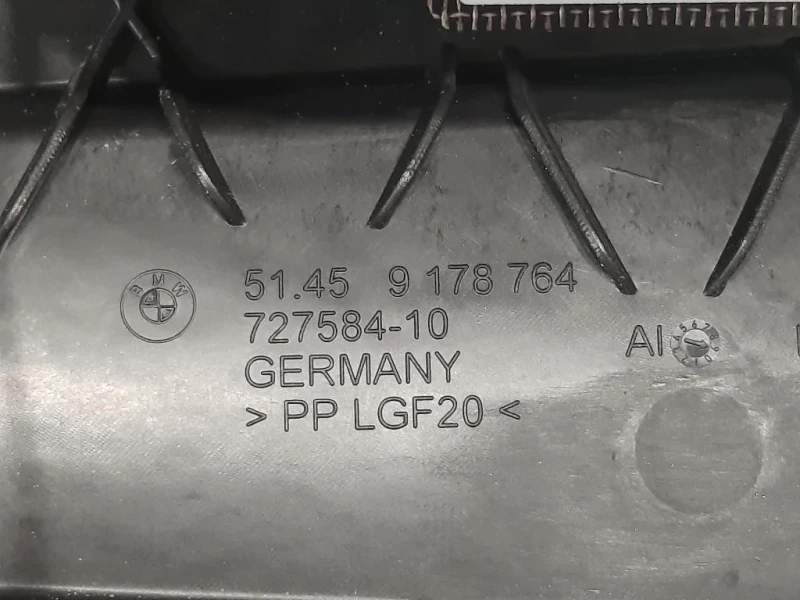 BMW
51.45 9 178 764
727584-10
GERMANY
> PP LGF20 <
AI